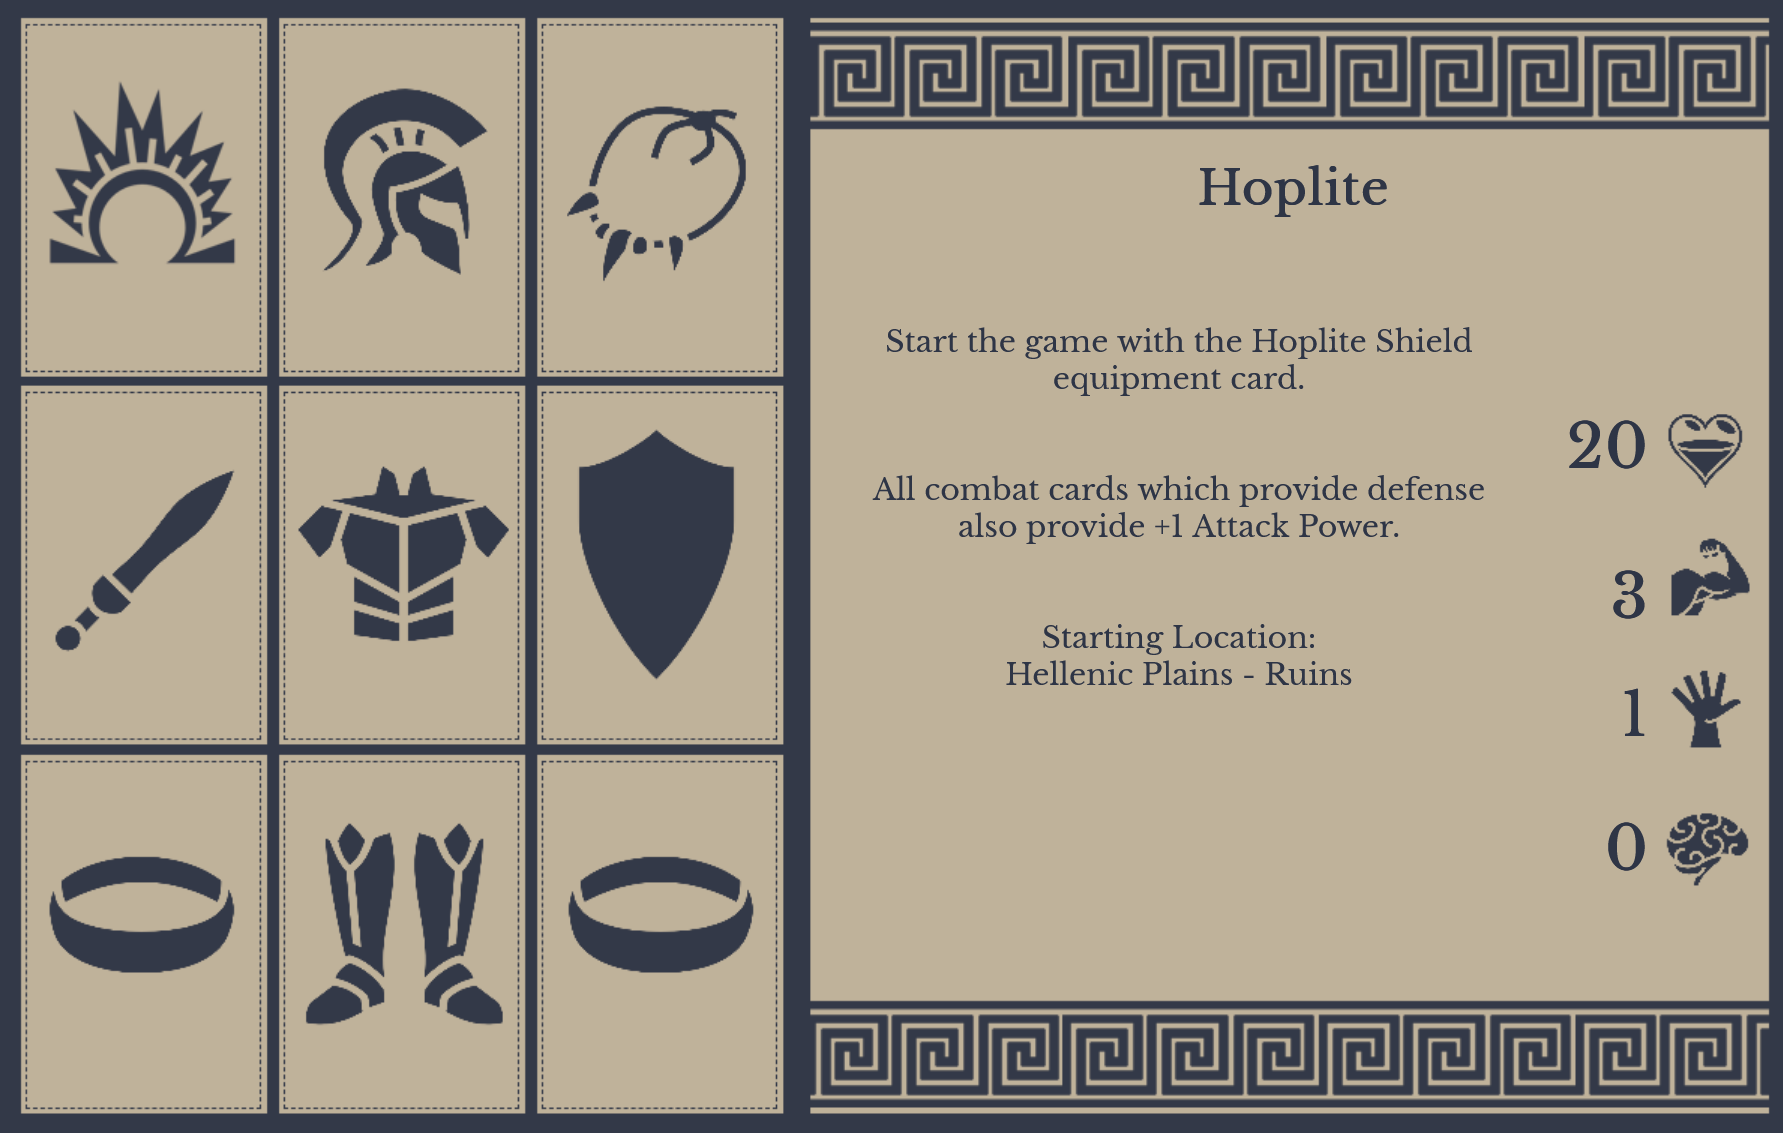 Hoplite
Start the game with the Hoplite Shield
equipment card.
All combat cards which provide defense
also provide +1 Attack Power.
Starting Location:
Hellenic Plains - Ruins
20
3
1
0